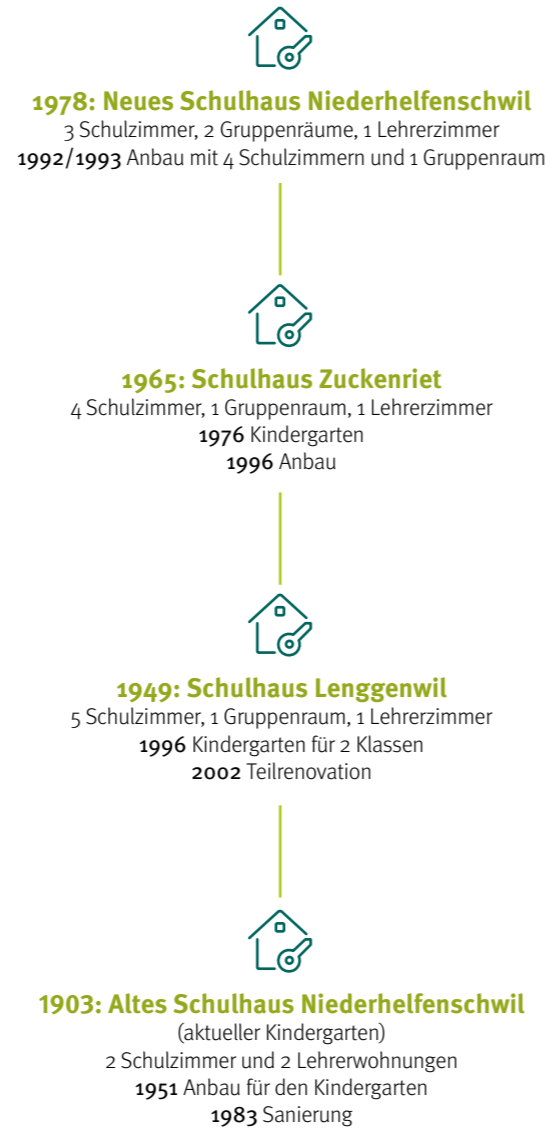 1978: Neues Schulhaus Niederhelfenschwil
3 Schulzimmer, 2 Gruppenräume, 1 Lehrerzimmer
1992/1993 Anbau mit 4 Schulzimmern und 1 Gruppenraum
1965: Schulhaus Zuckenriet
4 Schulzimmer, 1 Gruppenraum, 1 Lehrerzimmer
1976 Kindergarten
1996 Anbau
1949: Schulhaus Lenggenwil
5 Schulzimmer, 1 Gruppenraum, 1 Lehrerzimmer
1996 Kindergarten für 2 Klassen
2002 Teilrenovation
1903: Altes Schulhaus Niederhelfenschwil
(aktueller Kindergarten)
2 Schulzimmer und 2 Lehrerwohnungen
1951 Anbau für den Kindergarten
1983 Sanierung